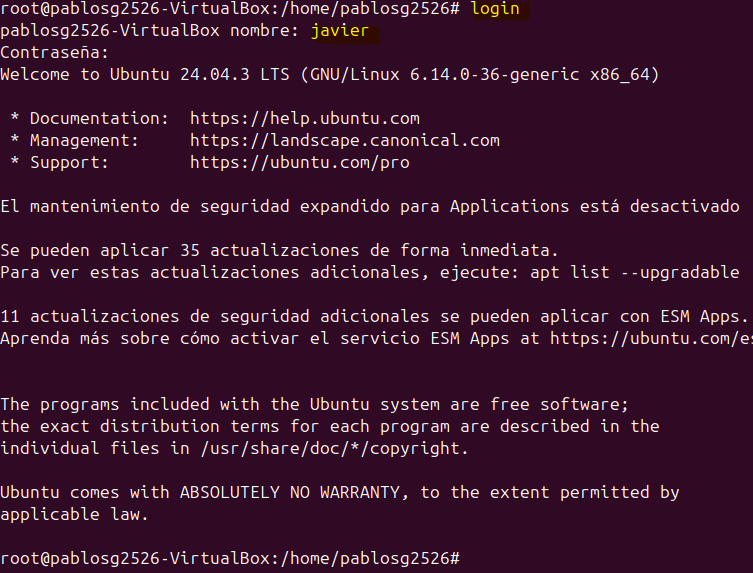 root@pablosg2526-VirtualBox:/home/pablosg2526# login
pablosg2526-VirtualBox nombre: javier
Contraseña:
Welcome to Ubuntu 24.04.3 LTS (GNU/Linux 6.14.0-36-generic x86_64)
* Documentation:  https://help.ubuntu.com
* Management:     https://landscape.canonical.com
* Support:        https://ubuntu.com/pro
El mantenimiento de seguridad expandido para Applications está desactivado
Se pueden aplicar 35 actualizaciones de forma inmediata.
Para ver estas actualizaciones adicionales, ejecute: apt list --upgradable
11 actualizaciones de seguridad adicionales se pueden aplicar con ESM Apps.
Aprenda más sobre cómo activar el servicio ESM Apps at https://ubuntu.com/es
The programs included with the Ubuntu system are free software;
the exact distribution terms for each program are described in the
individual files in /usr/share/doc/*/copyright.
Ubuntu comes with ABSOLUTELY NO WARRANTY, to the extent permitted by
applicable law.
root@pablosg2526-VirtualBox:/home/pablosg2526#